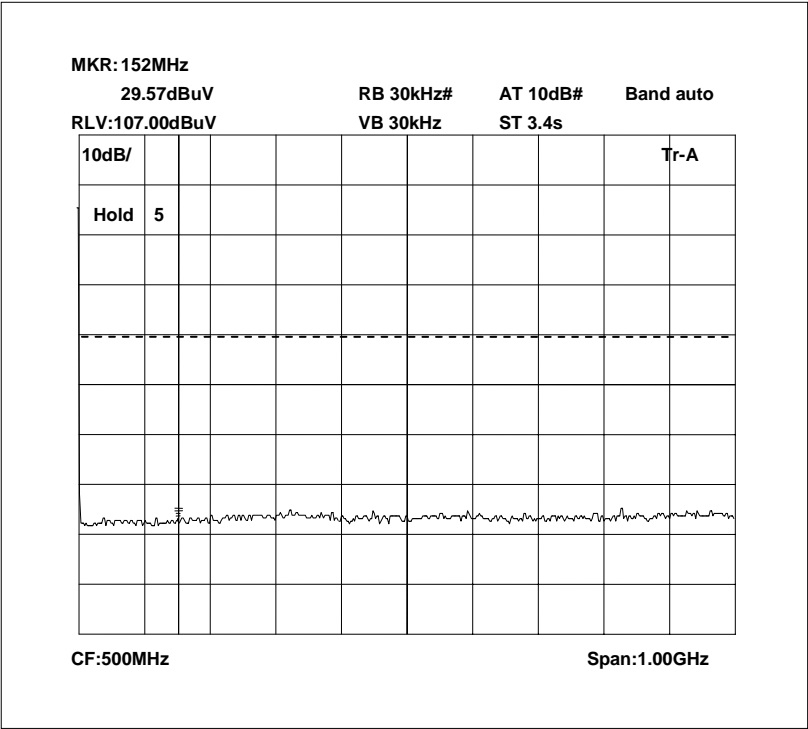 MKR:152MHz
29.57dBuV RB 30kHz# AT 10dB# Band auto
RLV:107.00dBuV VB 30kHz ST 3.4s
10dB/ Tr-A
Hold 5
CF:500MHz Span:1.00GHz